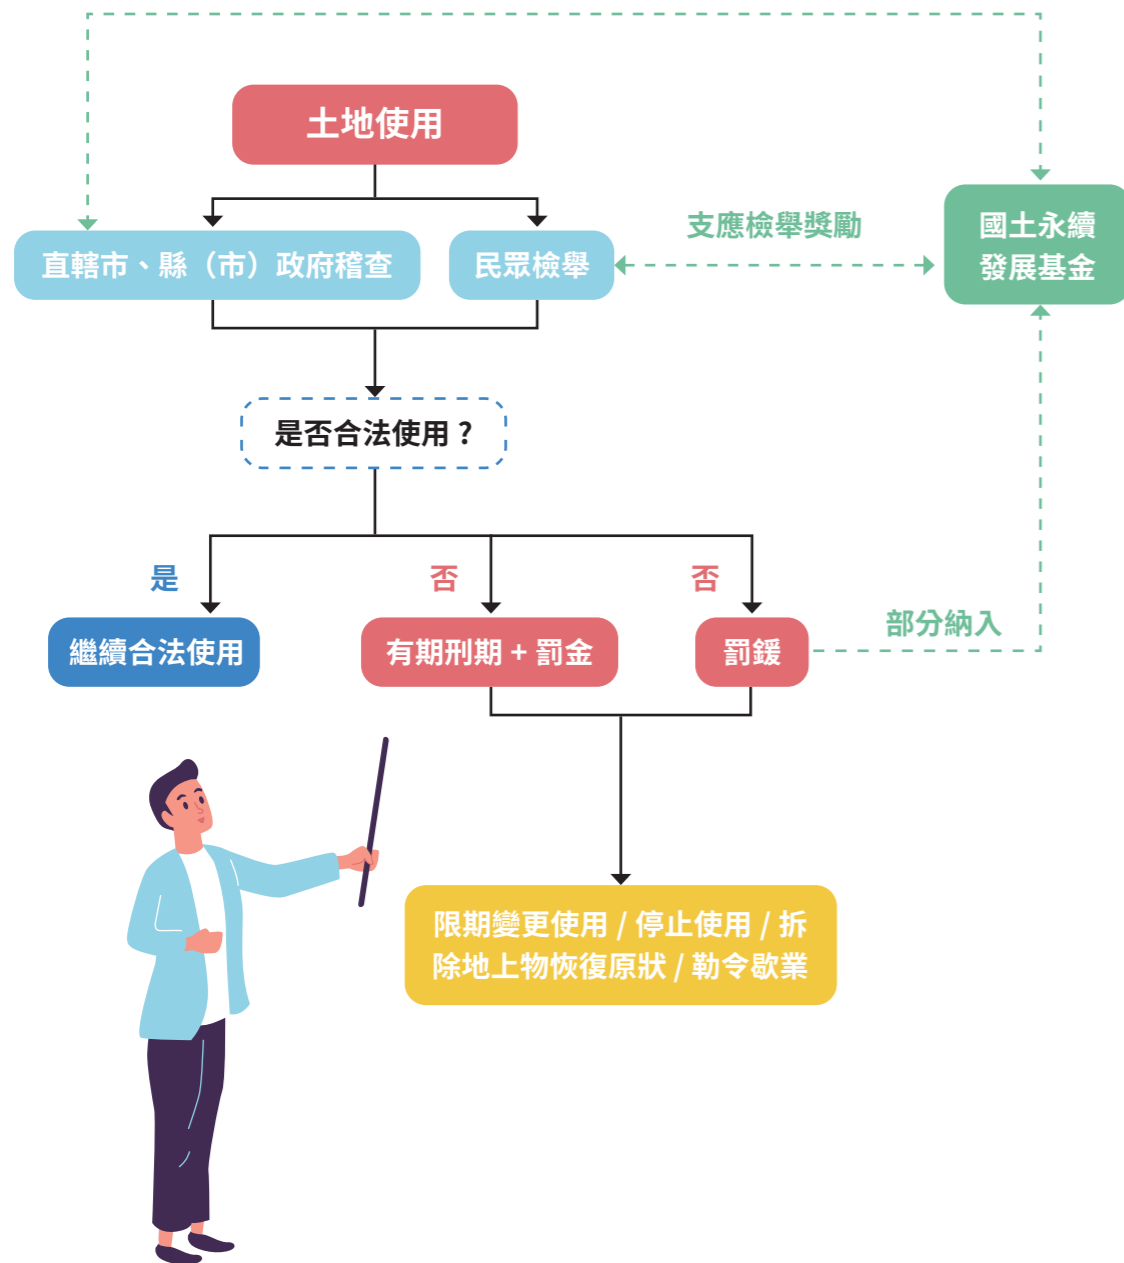 土地使用
直轄市、縣（市）政府稽查
民眾檢舉
支應檢舉獎勵
國土永續
發展基金
是否合法使用?
是
否
否
繼續合法使用
有期刑期 + 罰金
罰鍰
部分納入
限期變更使用 / 停止使用 / 拆
除地上物恢復原狀 / 勒令歇業